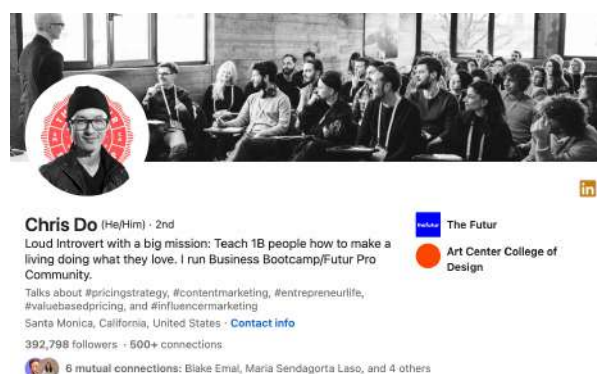 in
Chris Do (He/Him) · 2nd
The Futur
Loud Introvert with a big mission: Teach 1B people how to make a
living doing what they love. I run Business Bootcamp/Futur Pro
Community.
Art Center College of
Design
Talks about #pricingstrategy, #contentmarketing, #entrepreneurlife,
#valuebasedpricing, and #influencermarketing
Santa Monica, California, United States · Contact info
392,798 followers · 500+ connections
6 mutual connections: Blake Emal, Maria Sendagorta Laso, and 4 others